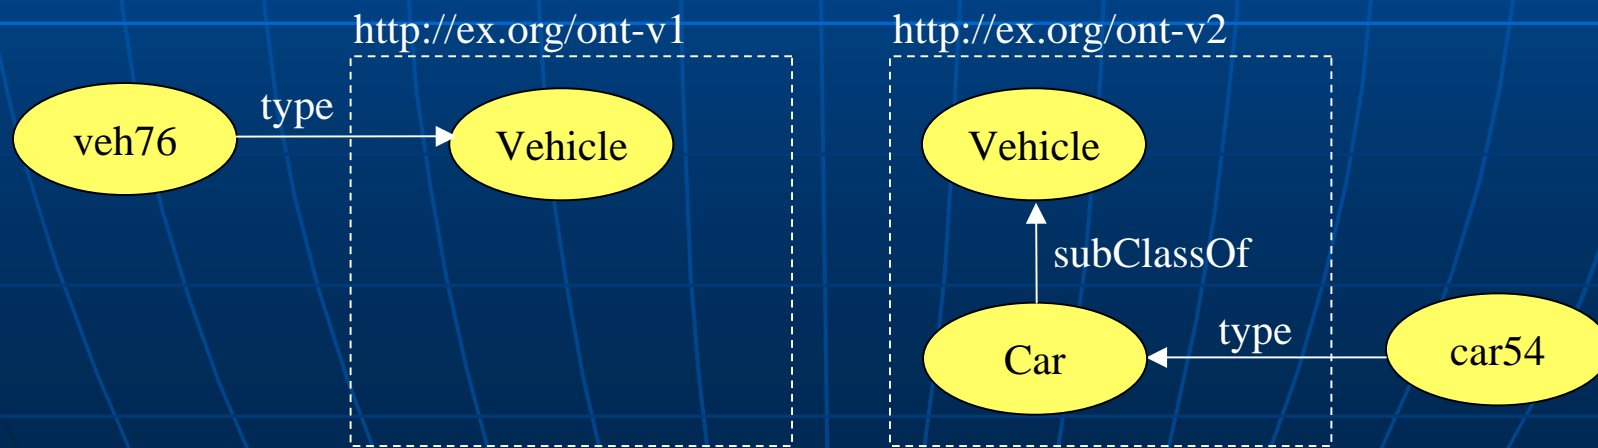 http://ex.org/ont-v1
http://ex.org/ont-v2
type
veh76
Vehicle
Vehicle
subClassOf
type
Car
car54